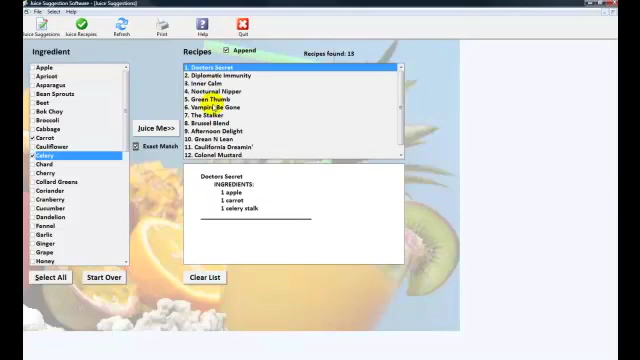 Juice Suggestion Software - [Juice Suggestions]
File Select Help
Juice Suggestions Juice Recipies Refresh Print Help Quit
Ingredient
Apple
Apricot
Asparagus
Bean Sprouts
Beet
Bok Choy
Broccoli
Cabbage
Carrot
Cauliflower
Celery
Chard
Cherry
Collard Greens
Coriander
Cranberry
Cucumber
Dandelion
Fennel
Garlic
Ginger
Grape
Honey
Select All
Start Over
Juice Me>>
Exact Match
Recipes
Append
Recipes found: 13
1. Doctors Secret
2. Diplomatic Immunity
3. Inner Calm
4. Nocturnal Nipper
5. Green Thumb
6. Vampire Be Gone
7. The Stalker
8. Brussel Blend
9. Afternoon Delight
10. Green N Lean
11. California Dreamin'
12. Colonel Mustard
Doctors Secret
INGREDIENTS:
1 apple
1 carrot
1 celery stalk
Clear List